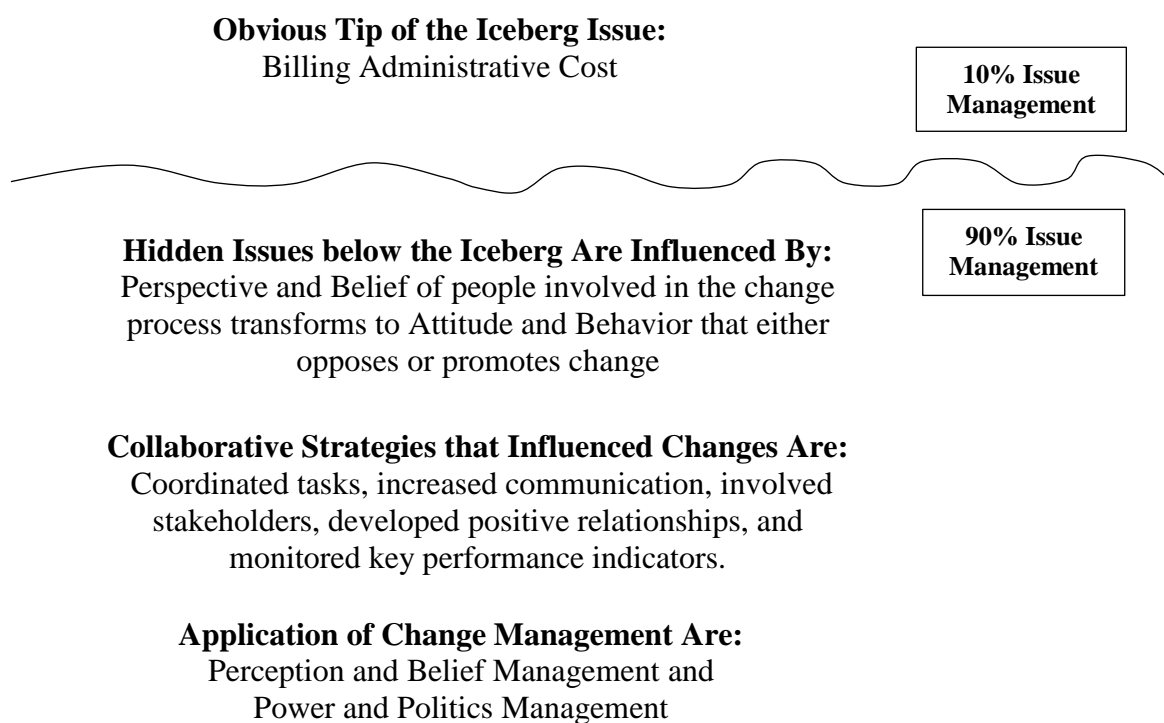 Obvious Tip of the Iceberg Issue:
Billing Administrative Cost
10% Issue
Management
Hidden Issues below the Iceberg Are Influenced By:
Perspective and Belief of people involved in the change
process transforms to Attitude and Behavior that either
opposes or promotes change
90% Issue
Management
Collaborative Strategies that Influenced Changes Are:
Coordinated tasks, increased communication, involved
stakeholders, developed positive relationships, and
monitored key performance indicators.
Application of Change Management Are:
Perception and Belief Management and
Power and Politics Management